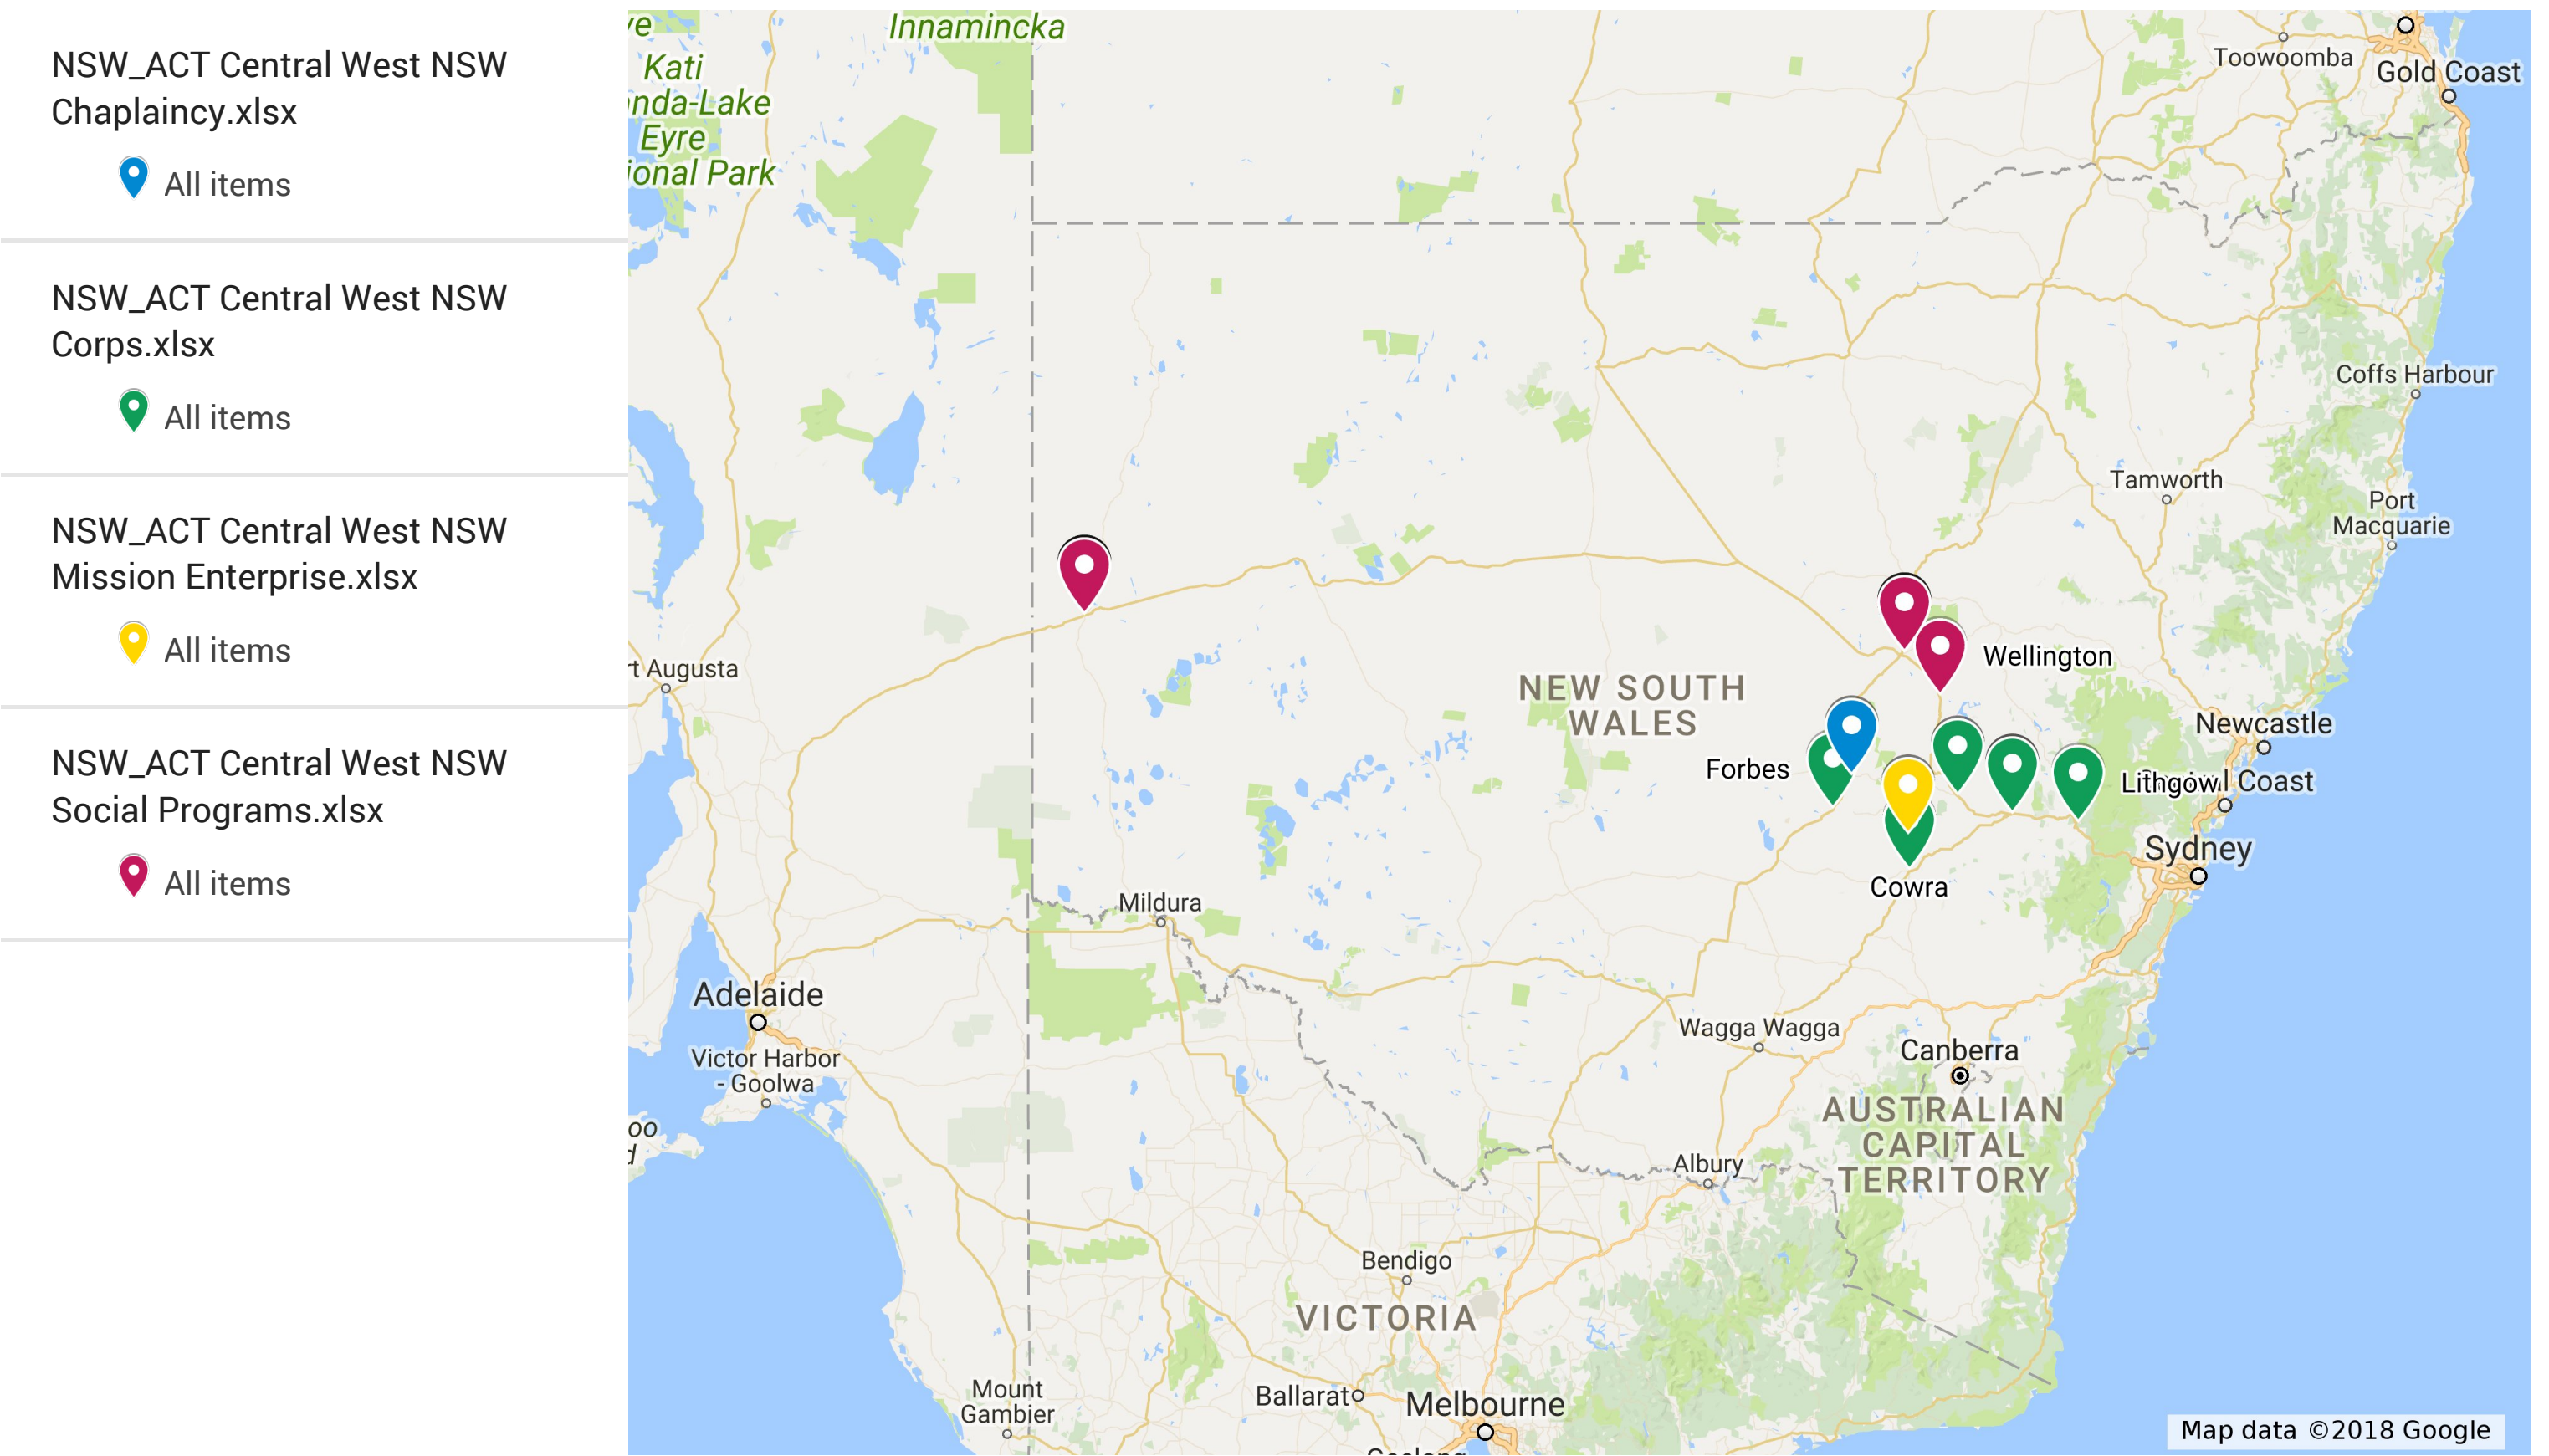 NSW_ACT Central West NSW
Chaplaincy.xlsx
All items
NSW_ACT Central West NSW
Corps.xlsx
All items
NSW_ACT Central West NSW
Mission Enterprise.xlsx
All items
NSW_ACT Central West NSW
Social Programs.xlsx
All items
Innamincka
Kati
nda-Lake
Eyre
ional Park
Toowoomba
Gold Coast
Coffs Harbour
Tamworth
Port
Macquarie
rt Augusta
Wellington
NEW SOUTH
WALES
Newcastle
Forbes
Lithgow
Coast
Sydney
Cowra
Mildura
Adelaide
Victor Harbor
- Goolwa
Wagga Wagga
Canberra
AUSTRALIAN
CAPITAL
TERRITORY
Albury
Bendigo
VICTORIA
Mount
Gambier
Ballarat
Melbourne
Map data ©2018 Google